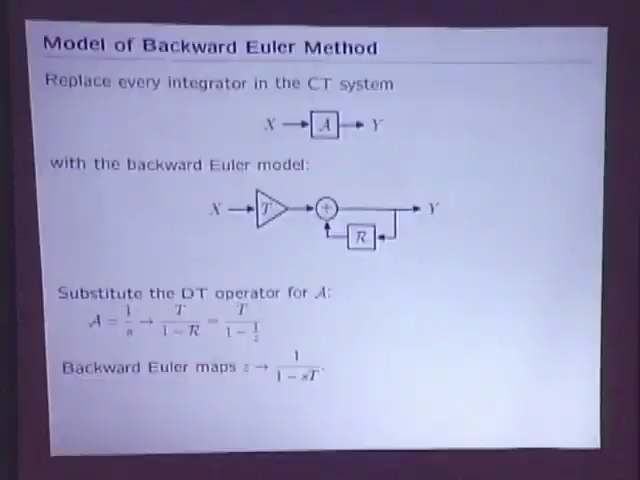 Model of Backward Euler Method
Replace every integrator in the CT system
X → A → Y
with the backward Euler model:
X → T → + → Y
R
Substitute the DT operator for A:
A = 1/s → T/(1 − R) = T/(1 − 1/z)
Backward Euler maps z → 1/(1 − sT).